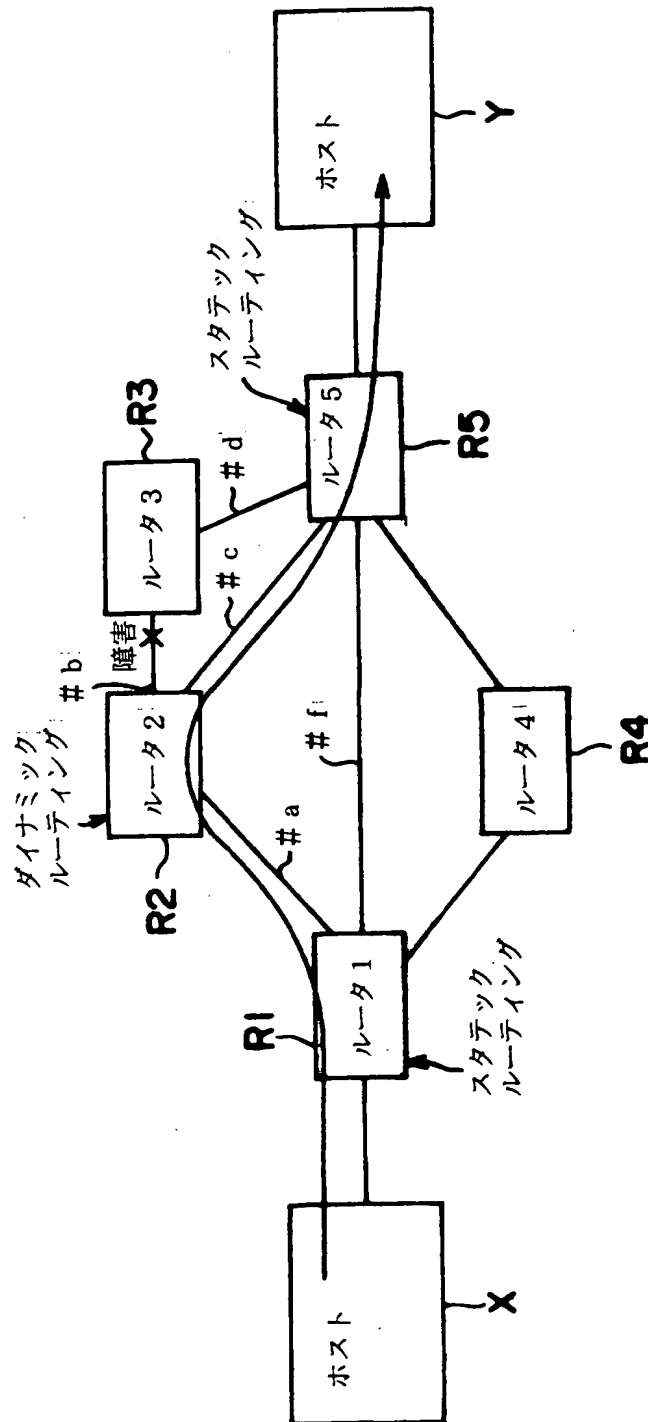 ホスト
X
R1
ルータ1
スタテック
ルーティング
#a
ダイナミック
ルーティング
R2
ルータ2
#b
障害
ルータ3
R3
#d
#c
#f
ルータ4
R4
スタテック
ルーティング
ルータ5
R5
ホスト
Y